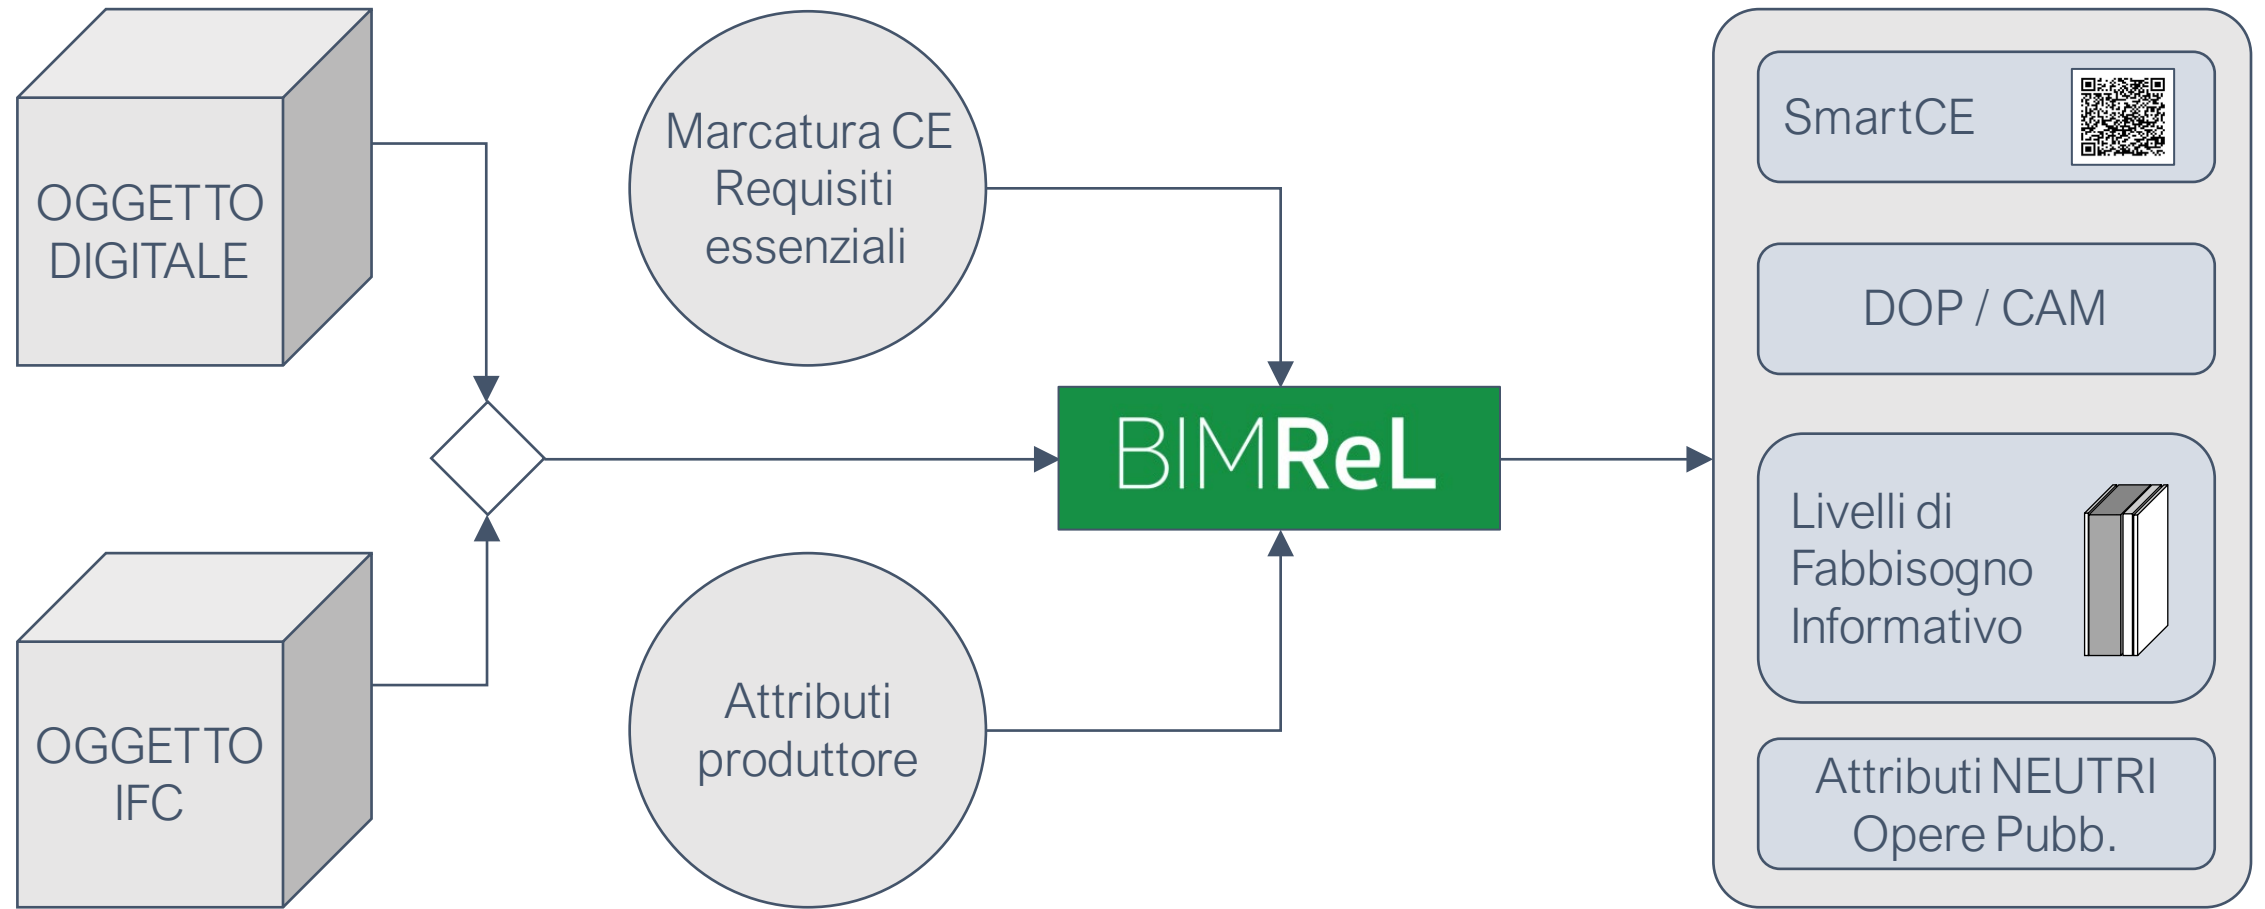 OGGETTO
DIGITALE
OGGETTO
IFC
Marcatura CE
Requisiti
essenziali
Attributi
produttore
BIMReL
SmartCE
DOP / CAM
Livelli di
Fabbisogno
Informativo
Attributi NEUTRI
Opere Pubb.